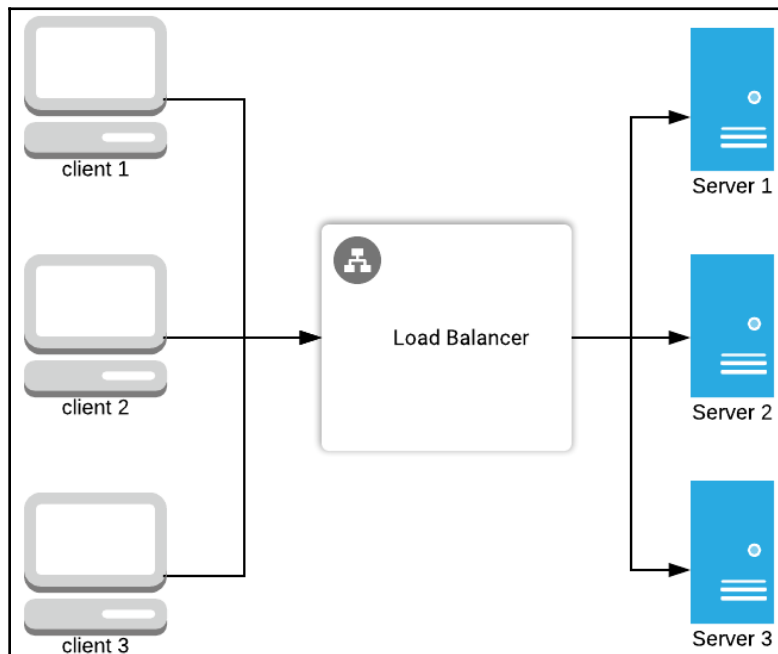 client 1
Server 1
Load Balancer
client 2
Server 2
client 3
Server 3